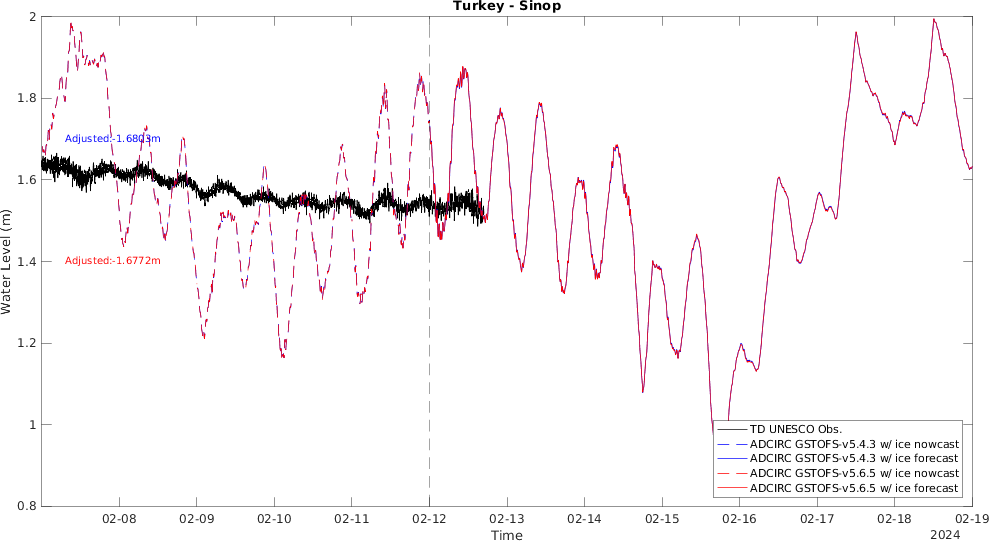 Turkey - Sinop
2
1.8
1.6
1.4
1.2
1
0.8
Water Level (m)
Adjusted:-1.6803m
Adjusted:-1.6772m
TD UNESCO Obs.
ADCIRC GSTOFS-v5.4.3 w/ ice nowcast
ADCIRC GSTOFS-v5.4.3 w/ ice forecast
ADCIRC GSTOFS-v5.6.5 w/ ice nowcast
ADCIRC GSTOFS-v5.6.5 w/ ice forecast
02-08 02-09 02-10 02-11 02-12 02-13 02-14 02-15 02-16 02-17 02-18 02-19
Time
2024